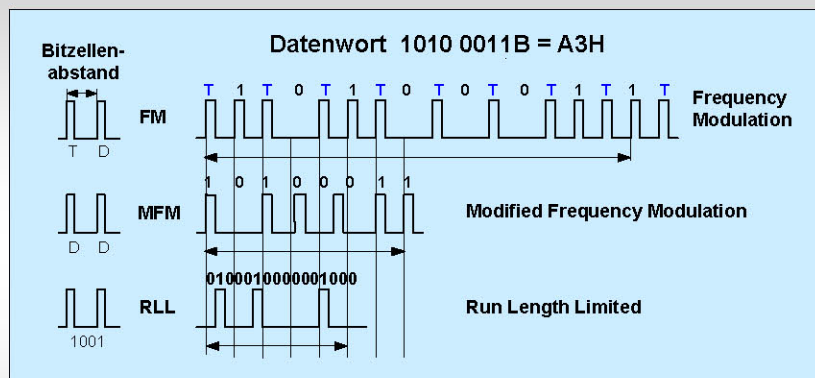 Datenwort 1010 0011B = A3H
Bitzellen-
abstand
T 1 T 0 T 1 T 0 T 0 T 0 T 1 T 1 T
T D
FM
Frequency
Modulation
1 0 1 0 0 0 1 1
D D
MFM
Modified Frequency Modulation
0100010000001000
1001
RLL
Run Length Limited